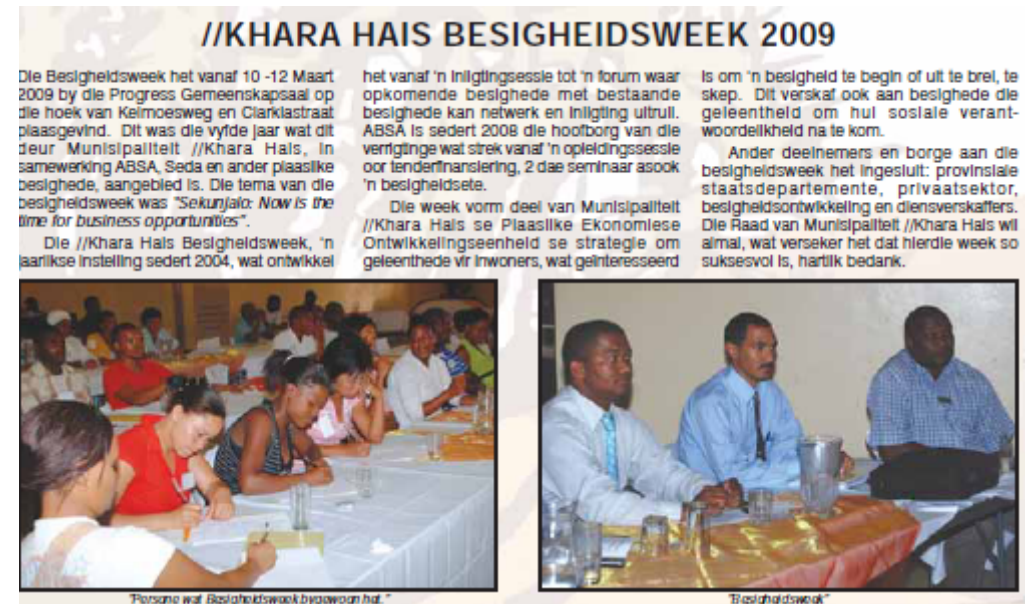 //KHARA HAIS BESIGHEIDSWEEK 2009
Die Besigheidsweek het vanaf 10 -12 Maart
2009 by die Progress Gemeenskapsaal op
die hoek van Keimoesweg en Clarkiastraat
plaasgevind. Dit was die vyfde jaar wat dit
deur Munisipaliteit //Khara Hais, in
samewerking ABSA, Seda en ander plaaslike
besighede, aangebied is. Die tema van die
besigheidsweek was "Sekunjalo: Now is the
time for business opportunities".
Die //Khara Hais Besigheidsweek, 'n
jaarlikse instelling sedert 2004, wat ontwikkel
het vanaf 'n inligtingsessie tot 'n forum waar
opkomende besighede met bestaande
besighede kan netwerk en inligting uitruil.
ABSA is sedert 2008 die hoofborg van die
verrigtinge wat strek vanaf 'n opleidingssessie
oor tenderfinansiering, 2 dae seminaar asook
'n besigheidsete.
Die week vorm deel van Munisipaliteit
//Khara Hais se Plaaslike Ekonomiese
Ontwikkelingseenheid se strategie om
geleenthede vir inwoners, wat geïnteresseerd
is om 'n besigheid te begin of uit te brei, te
skep. Dit verskaf ook aan besighede die
geleentheid om hul sosiale verant-
woordelikheid na te kom.
Ander deelnemers en borge aan die
besigheidsweek het ingesluit: provinsiale
staatsdepartemente, privaatsektor,
besigheidsontwikkeling en diensverskaffers.
Die Raad van Munisipaliteit //Khara Hais wil
almal, wat verseker het dat hierdie week so
suksesvol is, hartlik bedank.
"Persone wat Besigheidsweek bygewoon het."
"Besigheidsweek"